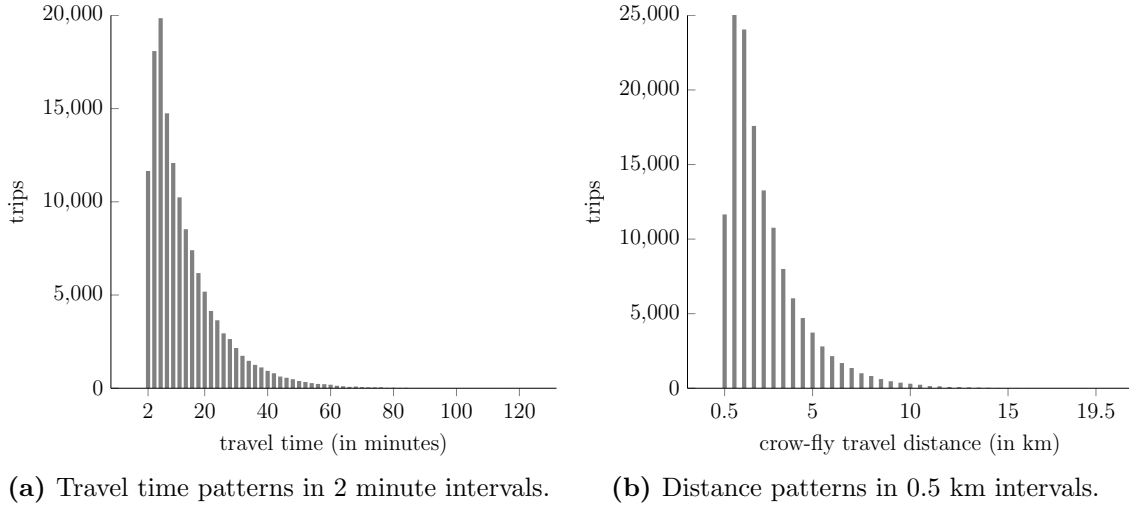 20,000
15,000
10,000
5,000
0
trips
2 20 40 60 80 100 120
travel time (in minutes)
(a) Travel time patterns in 2 minute intervals.
25,000
20,000
15,000
10,000
5,000
0
trips
0.5 5 10 15 19.5
crow-fly travel distance (in km)
(b) Distance patterns in 0.5 km intervals.